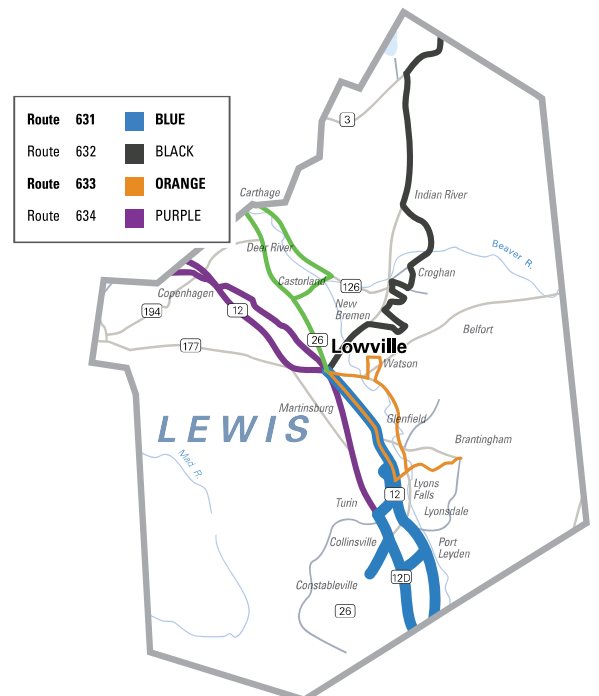 Route 631 BLUE
Route 632 BLACK
Route 633 ORANGE
Route 634 PURPLE
3
Carthage
Indian River
Deer River
Beaver R.
Castorland
Croghan
126
Copenhagen
New
Bremen
194
12
Belfort
26
177
Lowville
Watson
Martinsburg
LEWIS
Glenfield
Brantingham
Mad R.
Lyons
Falls
12
Turin
Lyonsdale
Collinsville
Port
Leyden
12D
Constableville
26